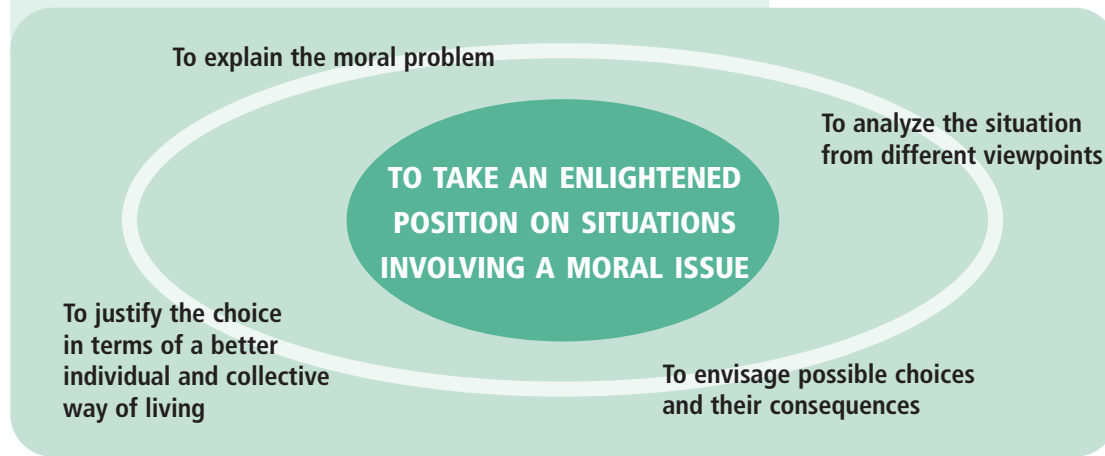 To explain the moral problem
To analyze the situation
from different viewpoints
TO TAKE AN ENLIGHTENED
POSITION ON SITUATIONS
INVOLVING A MORAL ISSUE
To justify the choice
in terms of a better
individual and collective
way of living
To envisage possible choices
and their consequences